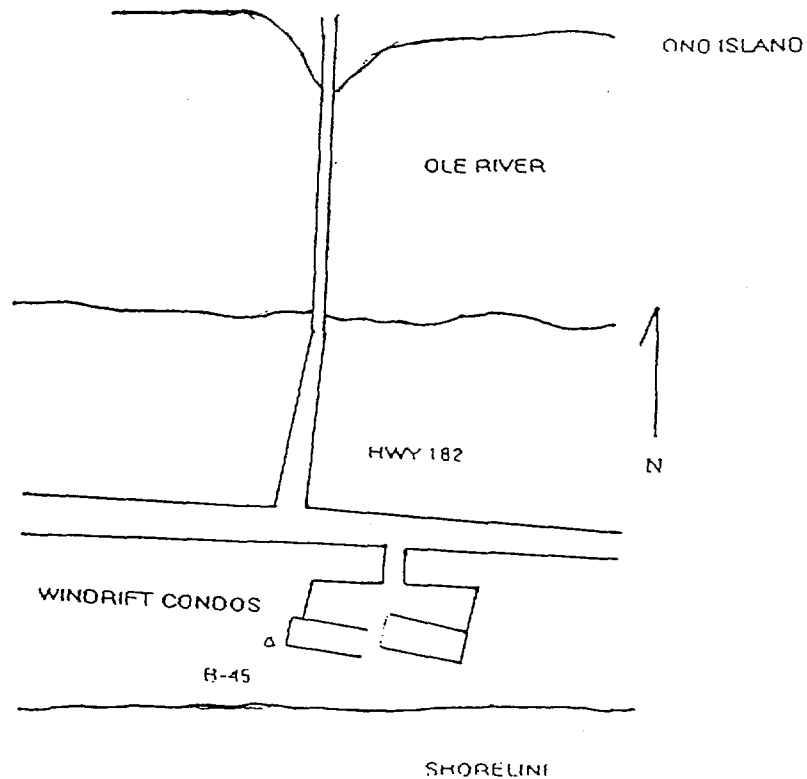 ONO ISLAND
OLE RIVER
HWY 182
N
WINDRIFT CONDOS
R-45
SHORELINE